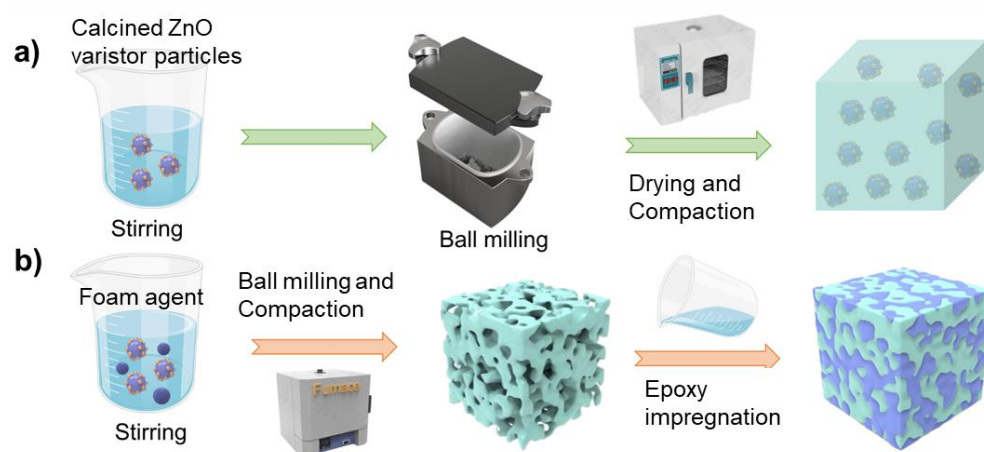 a)
Calcined ZnO
varistor particles
Stirring
Ball milling
Drying and
Compaction
b)
Foam agent
Stirring
Ball milling and
Compaction
Furnace
Epoxy
impregnation